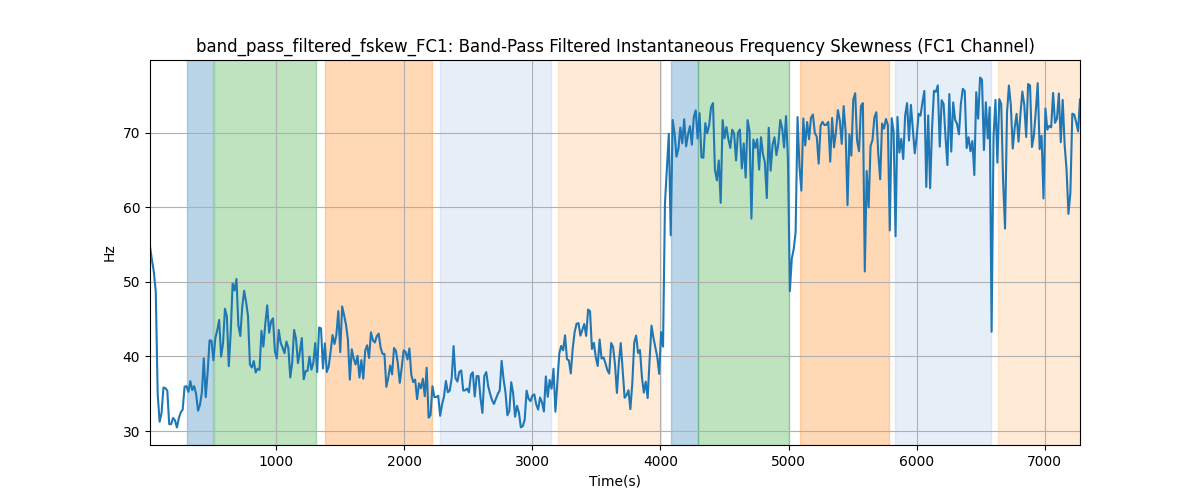 band_pass_filtered_fskew_FC1: Band-Pass Filtered Instantaneous Frequency Skewness (FC1 Channel)
Hz
70
60
50
40
30
1000 2000 3000 4000 5000 6000 7000
Time(s)